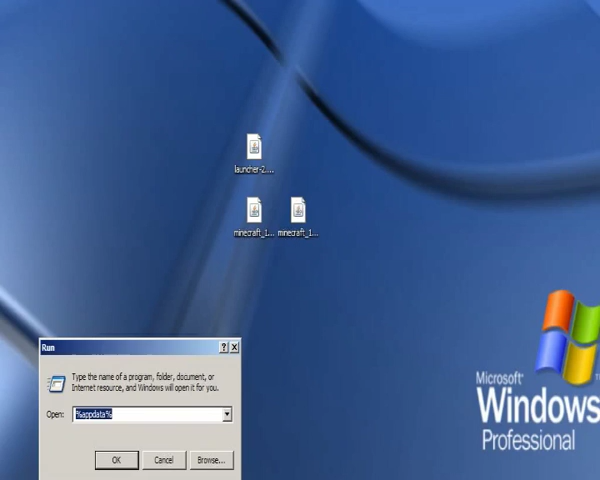 launcher-2....
minecraft_1... minecraft_1...
Run
Type the name of a program, folder, document, or
Internet resource, and Windows will open it for you.
Open: %appdata%
OK Cancel Browse...
Microsoft
Windows
Professional